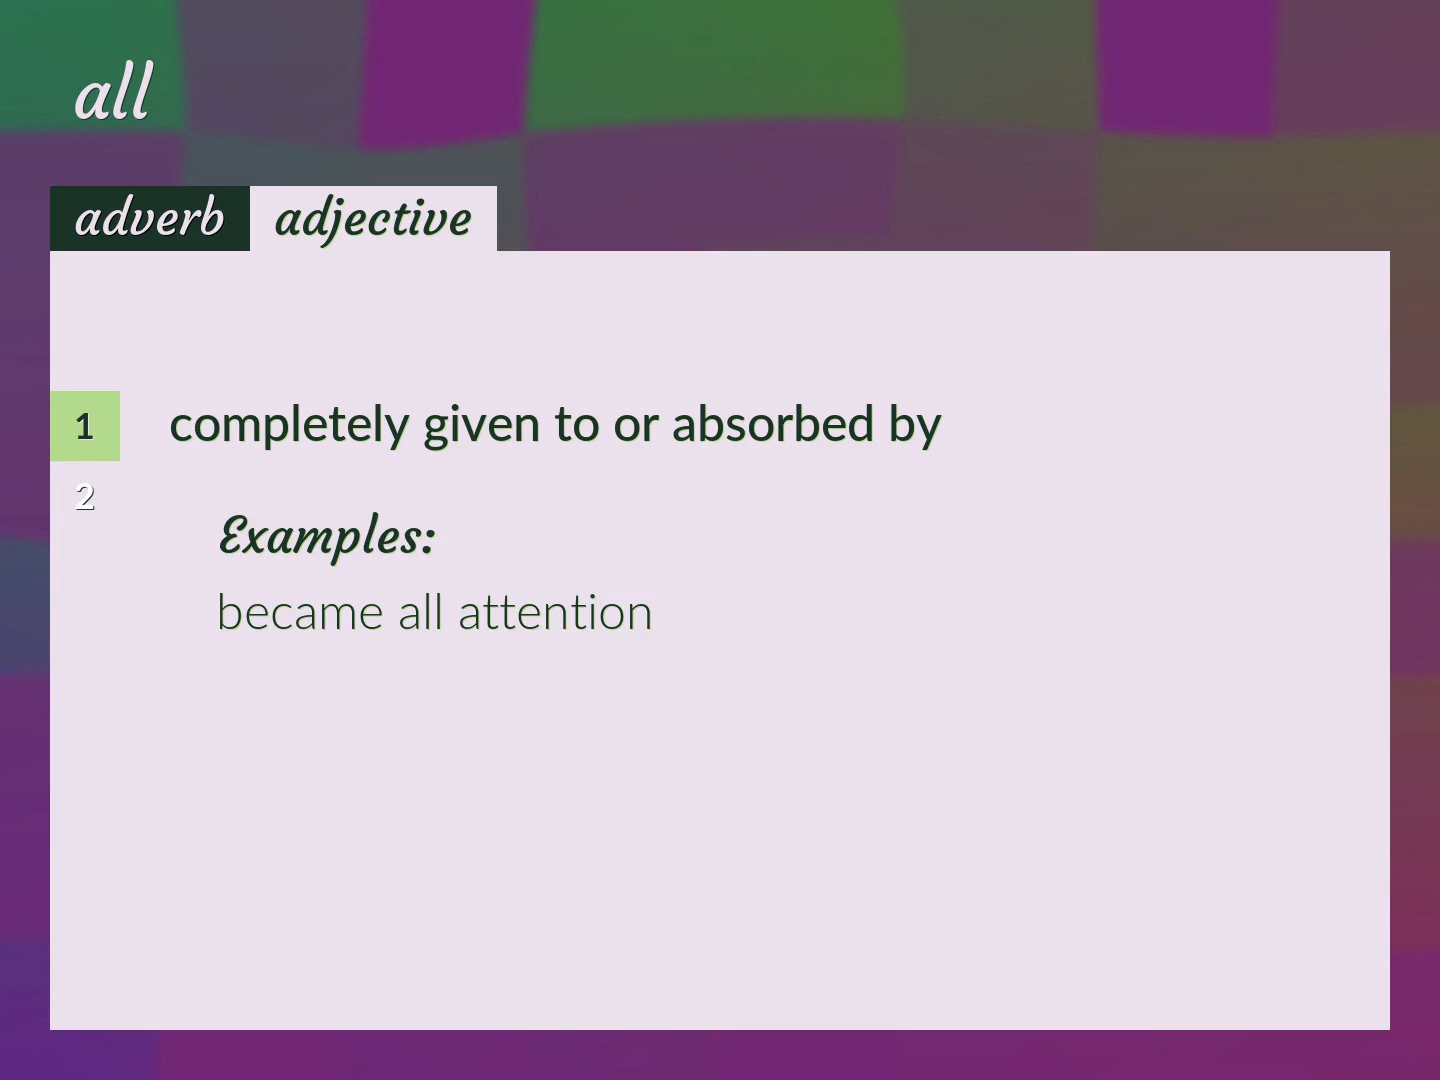 all
adverb adjective
1 completely given to or absorbed by
2
Examples:
became all attention